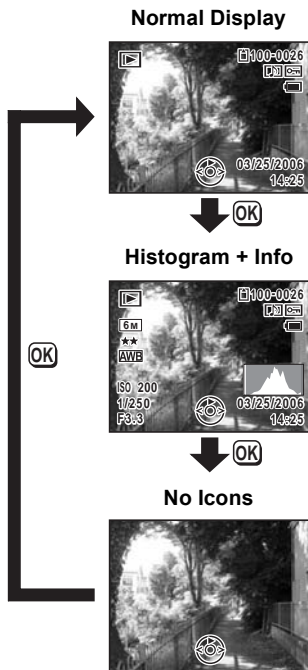 Normal Display
100-0026
03/25/2006
14:25
OK
Histogram + Info
100-0026
6M
AWB
ISO 200
1/250
F3.3
03/25/2006
14:25
OK
OK
No Icons